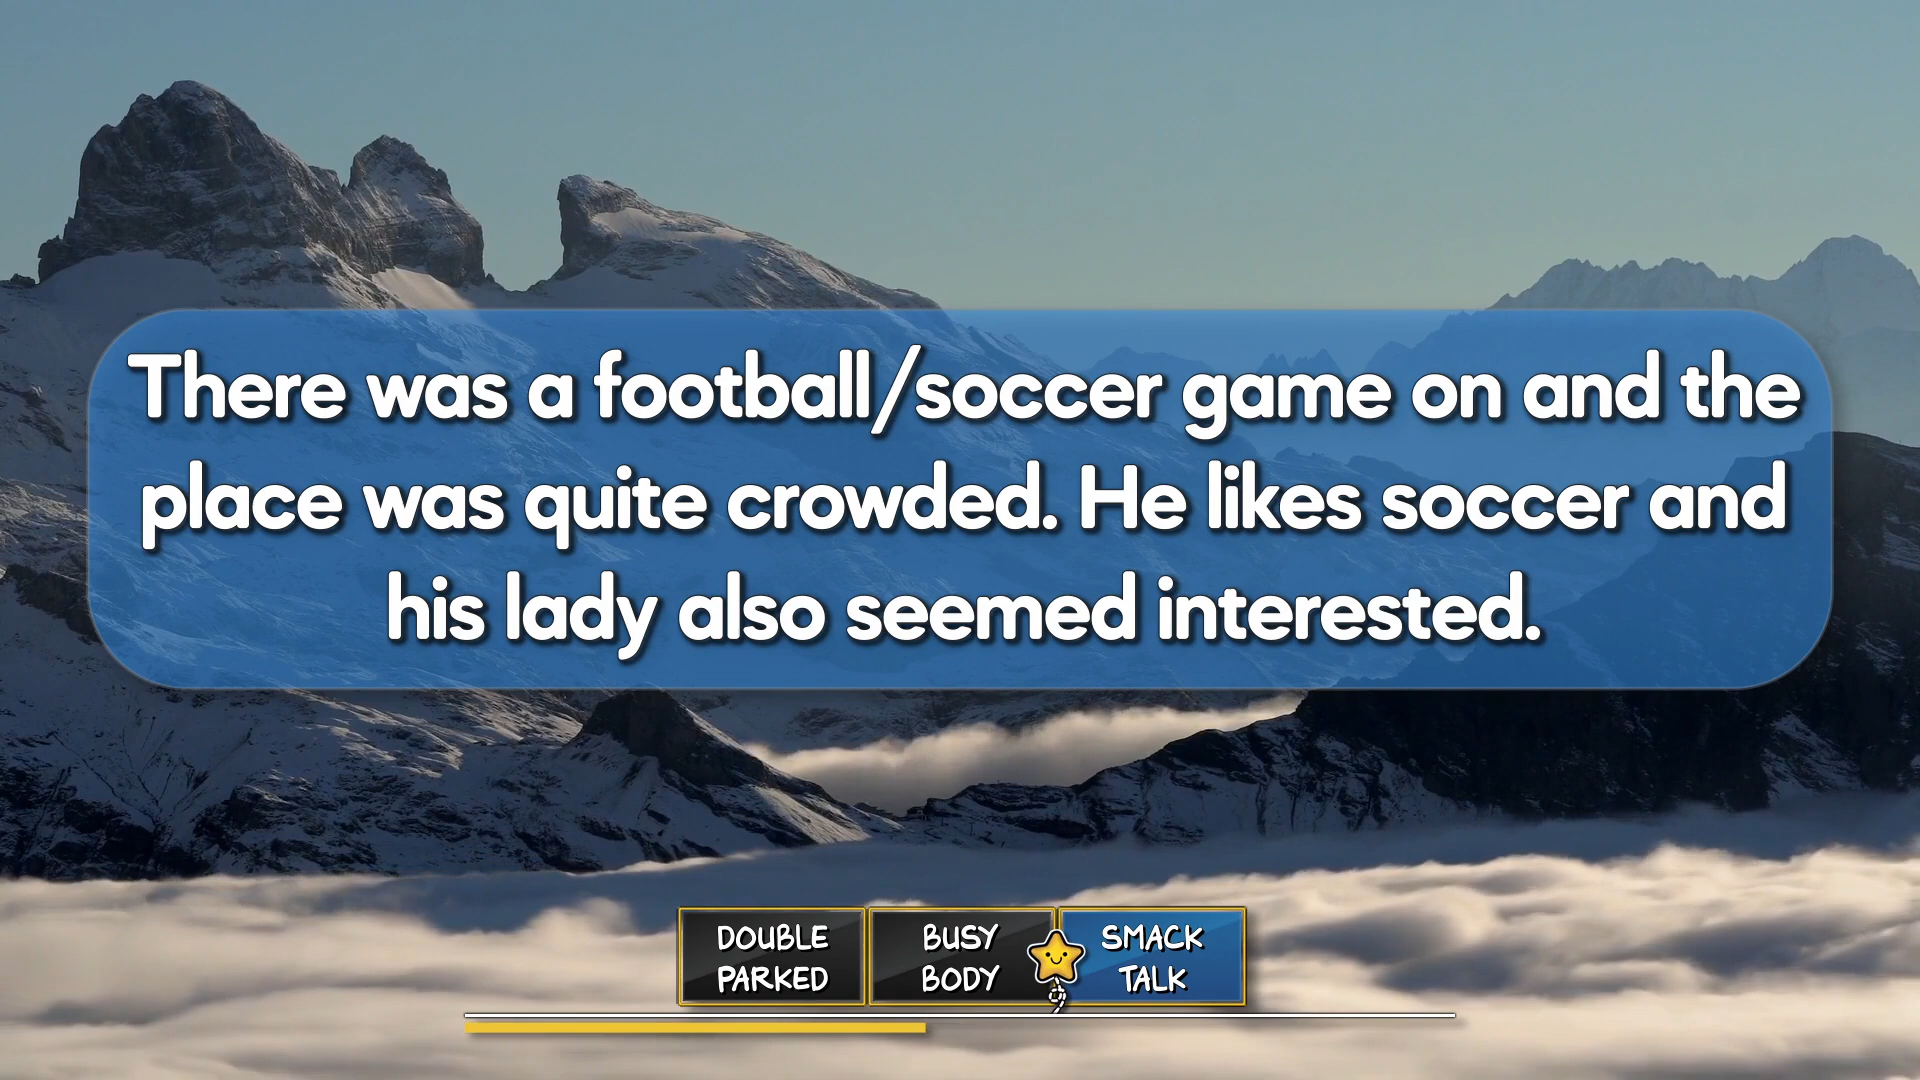 There was a football/soccer game on and the
place was quite crowded. He likes soccer and
his lady also seemed interested.
DOUBLE
PARKED
BUSY
BODY
SMACK
TALK